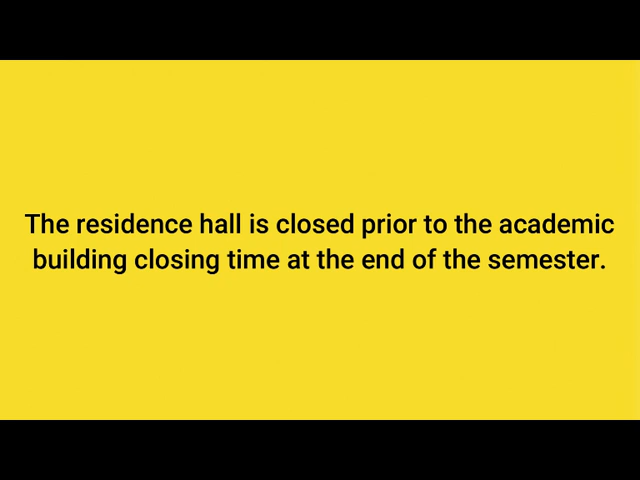 The residence hall is closed prior to the academic
building closing time at the end of the semester.